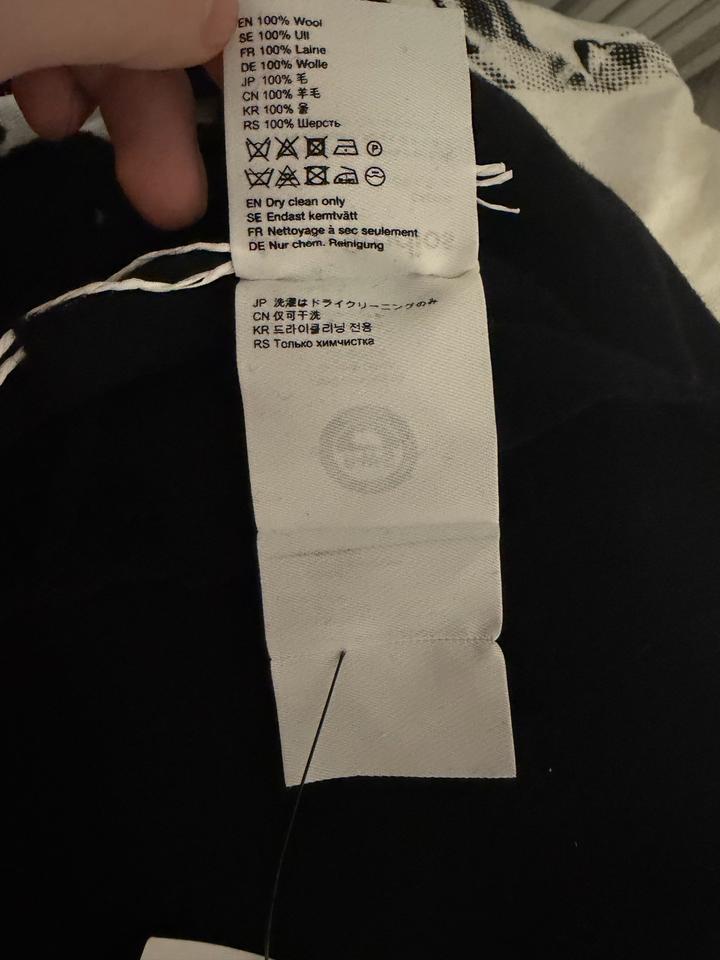 EN 100% Wool
SE 100% Ull
FR 100% Laine
DE 100% Wolle
JP 100% 毛
CN 100% 羊毛
KR 100% 울
RS 100% Шерсть
EN Dry clean only
SE Endast kemtvätt
FR Nettoyage à sec seulement
DE Nur chem. Reinigung
JP 洗濯はドライクリーニングのみ
CN 仅可干洗
KR 드라이클리닝 전용
RS Только химчистка